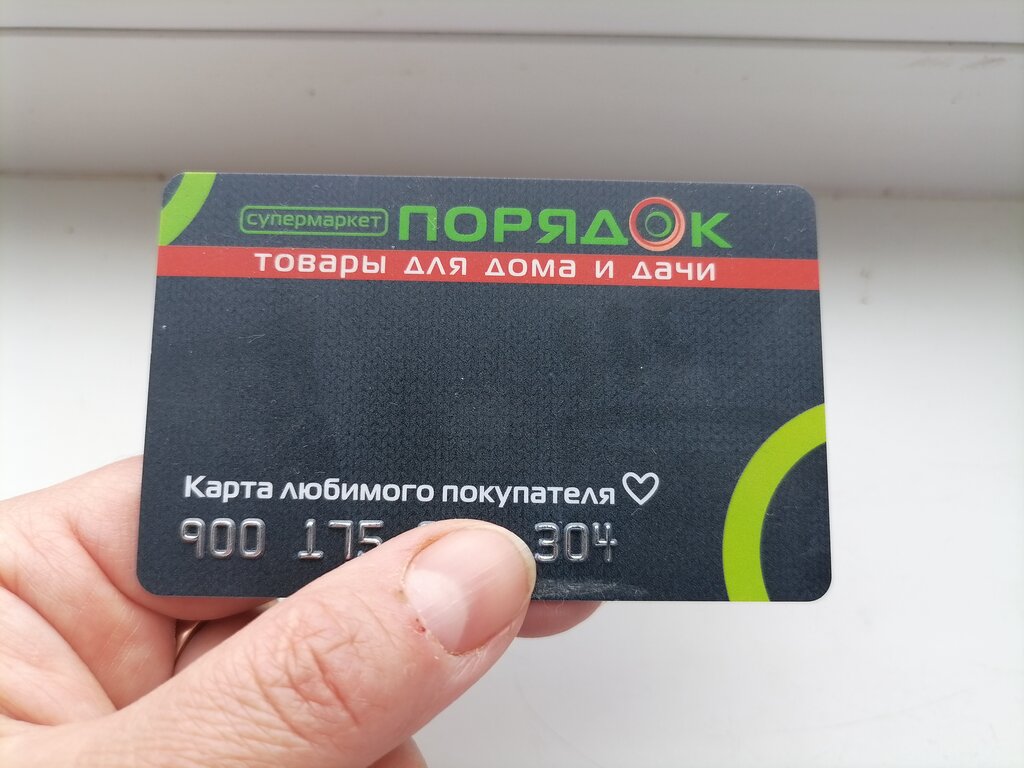 супермаркет ПОРЯДОК
товары для дома и дачи
Карта любимого покупателя
900 175 304